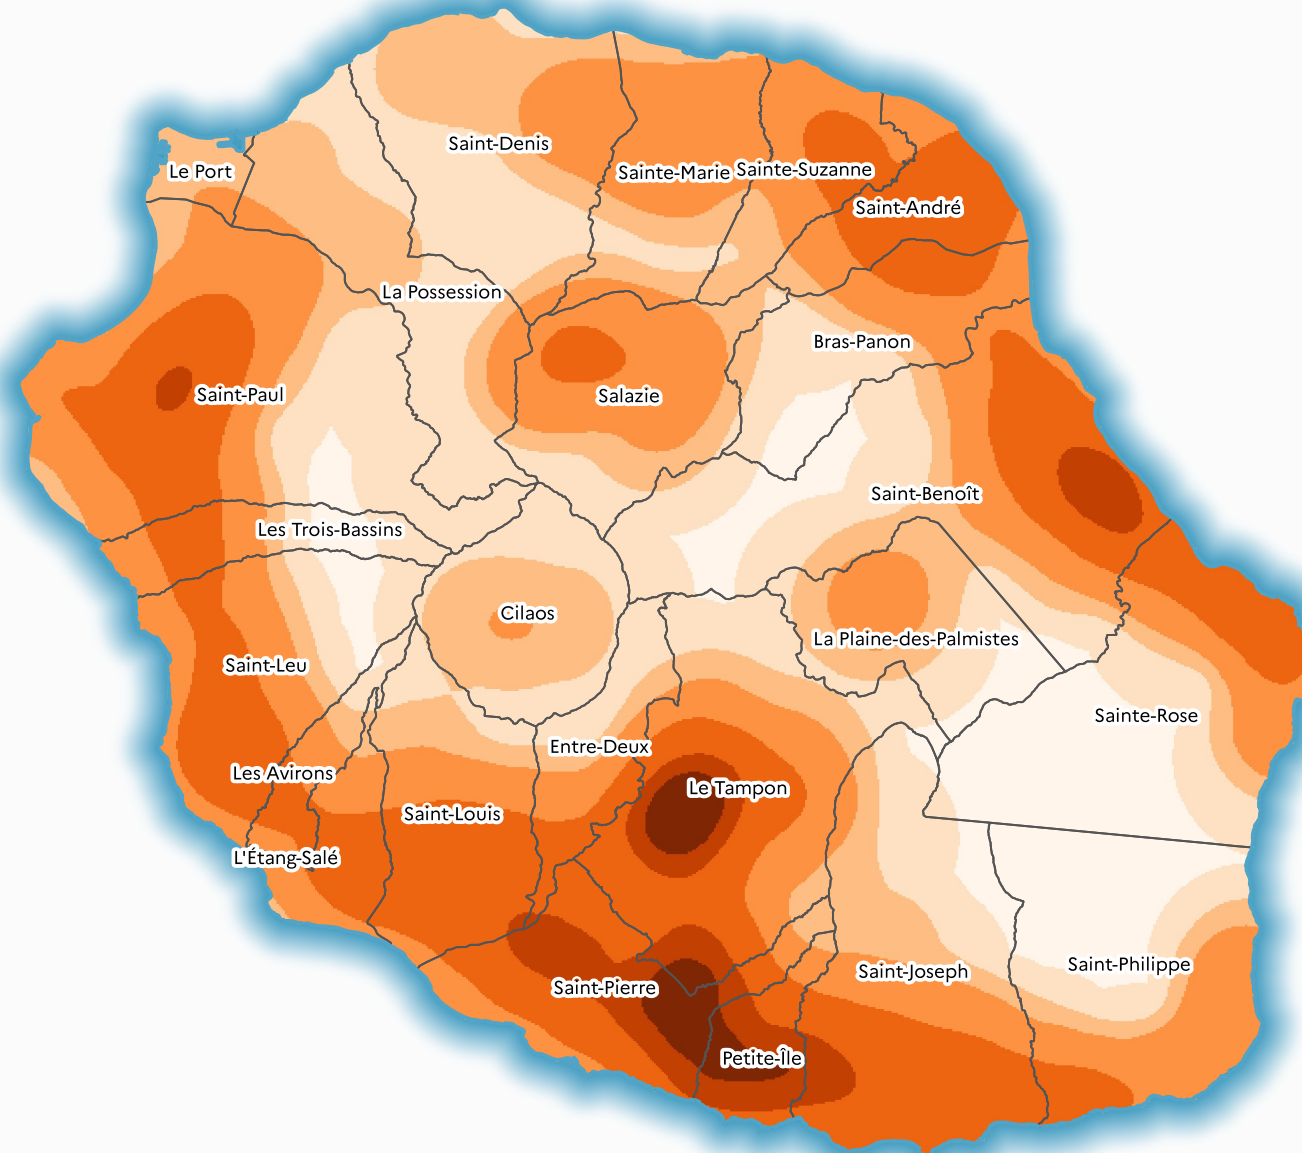 Saint-Denis
Le Port
Sainte-Marie
Sainte-Suzanne
Saint-André
La Possession
Bras-Panon
Saint-Paul
Salazie
Saint-Benoît
Les Trois-Bassins
Cilaos
La Plaine-des-Palmistes
Saint-Leu
Sainte-Rose
Entre-Deux
Les Avirons
Le Tampon
Saint-Louis
L'Étang-Salé
Saint-Joseph
Saint-Philippe
Saint-Pierre
Petite-Île